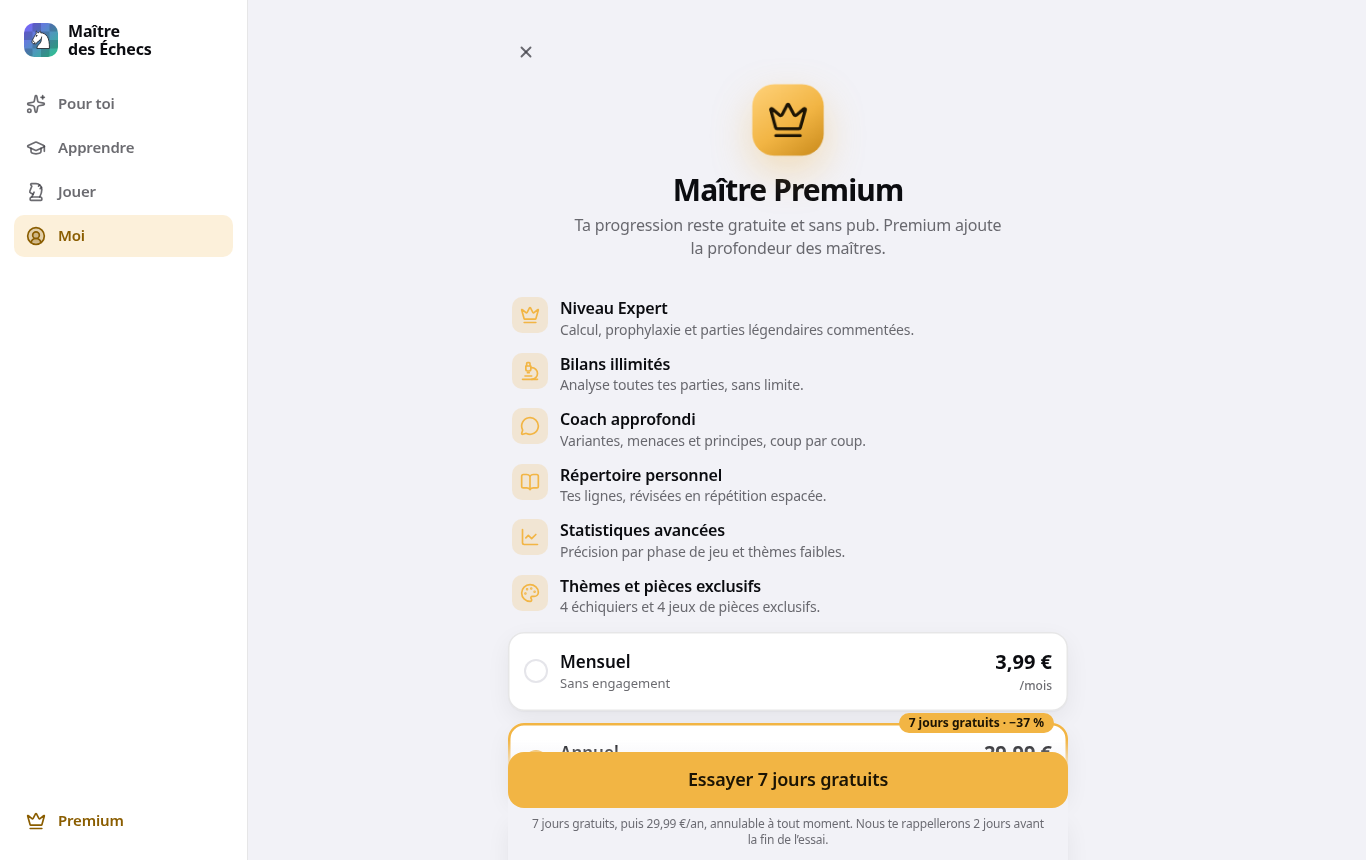 Maître
des Échecs
Pour toi
Apprendre
Jouer
Moi
Premium
Maître Premium
Ta progression reste gratuite et sans pub. Premium ajoute
la profondeur des maîtres.
Niveau Expert
Calcul, prophylaxie et parties légendaires commentées.
Bilans illimités
Analyse toutes tes parties, sans limite.
Coach approfondi
Variantes, menaces et principes, coup par coup.
Répertoire personnel
Tes lignes, révisées en répétition espacée.
Statistiques avancées
Précision par phase de jeu et thèmes faibles.
Thèmes et pièces exclusifs
4 échiquiers et 4 jeux de pièces exclusifs.
Mensuel
3,99 €
Sans engagement
/mois
7 jours gratuits · −37 %
Annuel
29,99 €
Essayer 7 jours gratuits
7 jours gratuits, puis 29,99 €/an, annulable à tout moment. Nous te rappellerons 2 jours avant
la fin de l’essai.